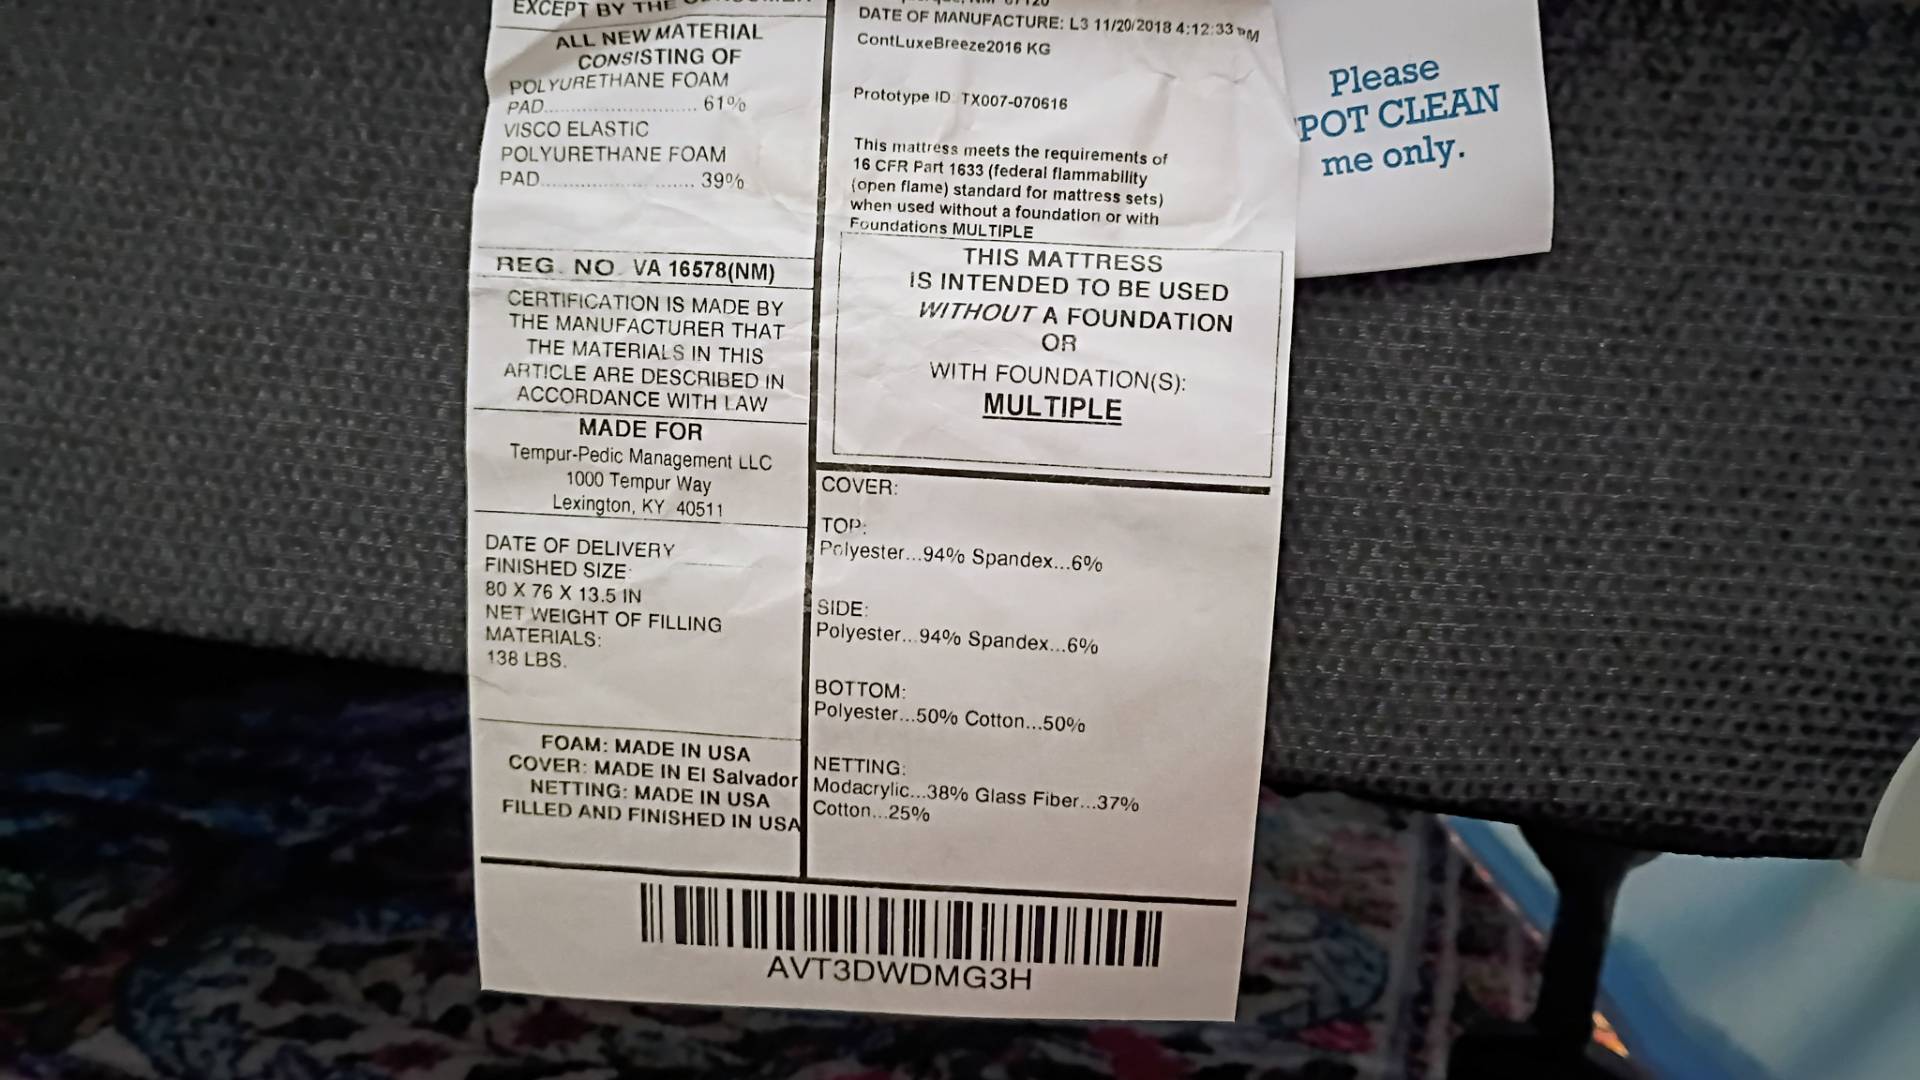 EXCEPT BY THE CONSUMER
ALL NEW MATERIAL
CONSISTING OF
POLYURETHANE FOAM
PAD............................ 61%
VISCO ELASTIC
POLYURETHANE FOAM
PAD............................ 39%
REG. NO. VA 16578(NM)
CERTIFICATION IS MADE BY
THE MANUFACTURER THAT
THE MATERIALS IN THIS
ARTICLE ARE DESCRIBED IN
ACCORDANCE WITH LAW
MADE FOR
Tempur-Pedic Management LLC
1000 Tempur Way
Lexington, KY 40511
DATE OF DELIVERY
FINISHED SIZE:
80 X 76 X 13.5 IN
NET WEIGHT OF FILLING
MATERIALS:
138 LBS.
FOAM: MADE IN USA
COVER: MADE IN El Salvador
NETTING: MADE IN USA
FILLED AND FINISHED IN USA
DATE OF MANUFACTURE: L3 11/20/2018 4:12:33 PM
ContLuxeBreeze2016 KG
Prototype ID: TX007-070616
This mattress meets the requirements of
16 CFR Part 1633 (federal flammability
(open flame) standard for mattress sets)
when used without a foundation or with
Foundations MULTIPLE
THIS MATTRESS
IS INTENDED TO BE USED
WITHOUT A FOUNDATION
OR
WITH FOUNDATION(S):
MULTIPLE
COVER:
TOP:
Polyester...94% Spandex...6%
SIDE:
Polyester...94% Spandex...6%
BOTTOM:
Polyester...50% Cotton...50%
NETTING:
Modacrylic...38% Glass Fiber...37%
Cotton...25%
AVT3DWDMG3H
Please
POT CLEAN
me only.